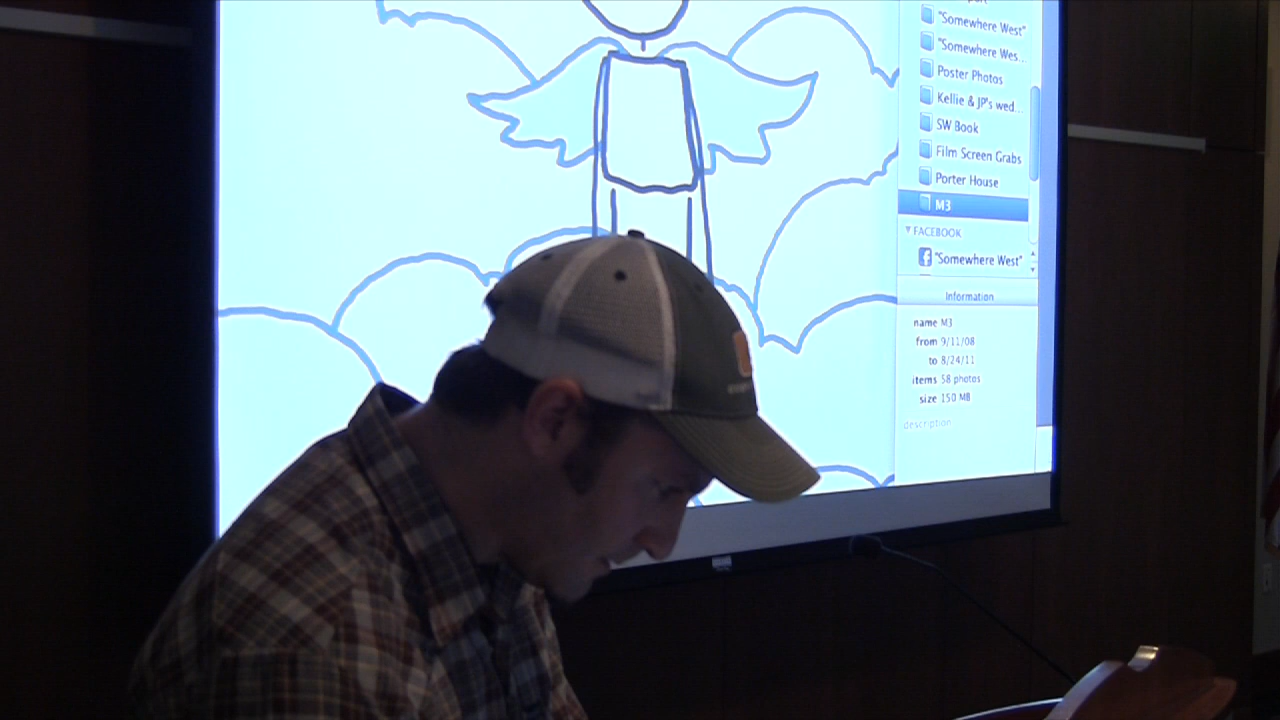 "Somewhere West"
"Somewhere Wes...
Poster Photos
Kellie & JP's wed...
SW Book
Film Screen Grabs
Porter House
M3
FACEBOOK
"Somewhere West"
Information
name M3
from 9/11/08
to 8/24/11
items 58 photos
size 150 MB
description